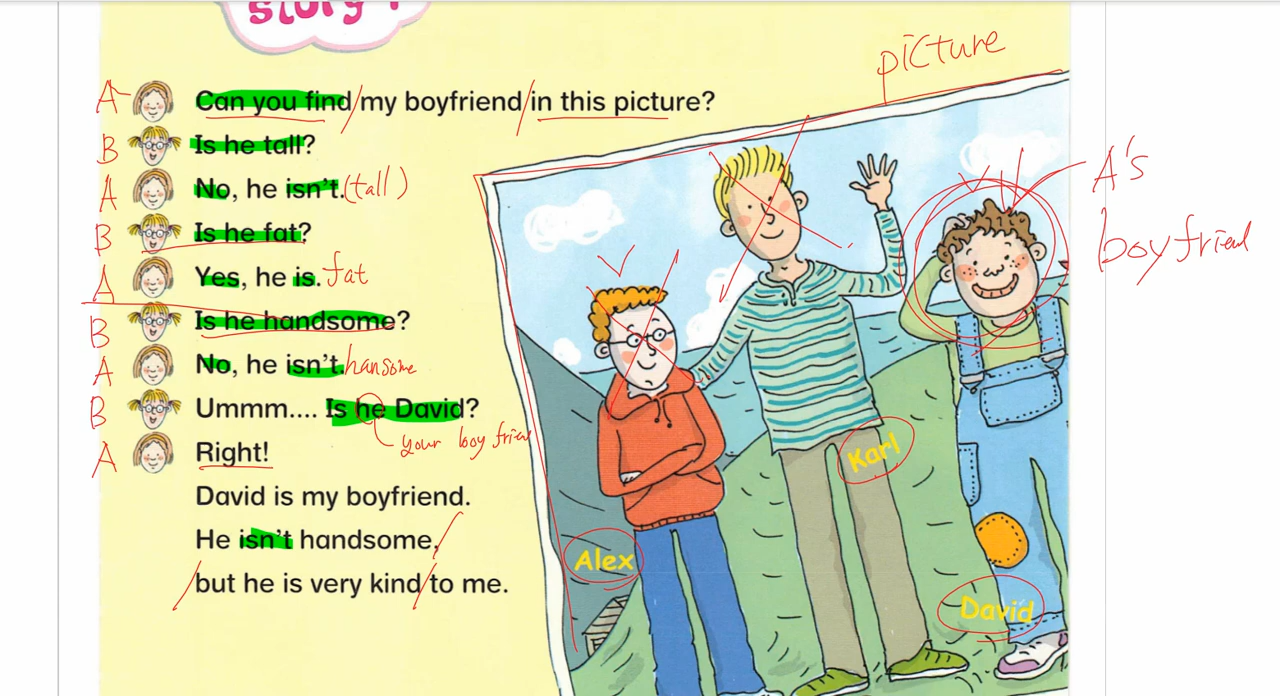 story 1
picture
A Can you find / my boyfriend / in this picture?
B Is he tall?
A No, he isn't. (tall)
B Is he fat?
A Yes, he is. fat
B Is he handsome?
A No, he isn't. hansome
B Ummm.... Is he David?
your boy frien
A Right!
David is my boyfriend.
He isn't handsome, /
/ but he is very kind / to me.
A's
boyfriend
Karl
Alex
David